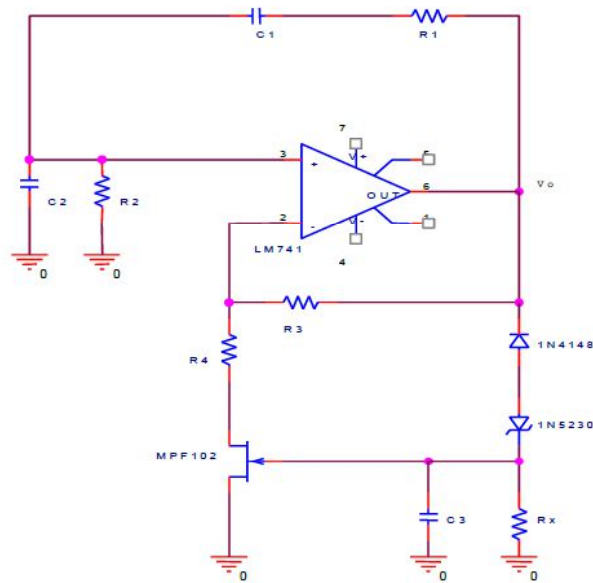 C1
R1
7
V+
3
+
5
C2
R2
OUT
6
Vo
2
-
V-
LM741
4
0
0
R3
R4
1N4148
1N5230
MPF102
C3
Rx
0
0
0